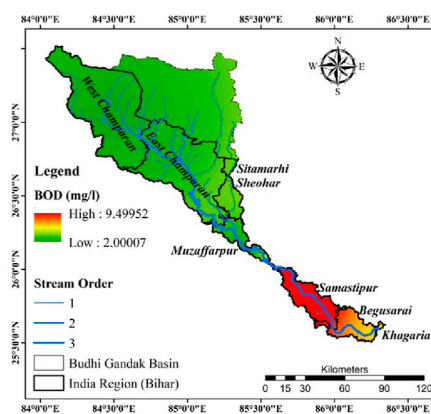 84°0'0"E 84°30'0"E 85°0'0"E 85°30'0"E 86°0'0"E 86°30'0"E
N
W E
S
27°0'0"N
26°30'0"N
26°0'0"N
25°30'0"N
West Champaran
East Champaran
Sitamarhi
Sheohar
Muzaffarpur
Samastipur
Begusarai
Khagaria
Legend
BOD (mg/l)
High : 9.49952
Low : 2.00007
Stream Order
1
2
3
Budhi Gandak Basin
India Region (Bihar)
Kilometers
0 15 30 60 90 120
84°0'0"E 84°30'0"E 85°0'0"E 85°30'0"E 86°0'0"E 86°30'0"E